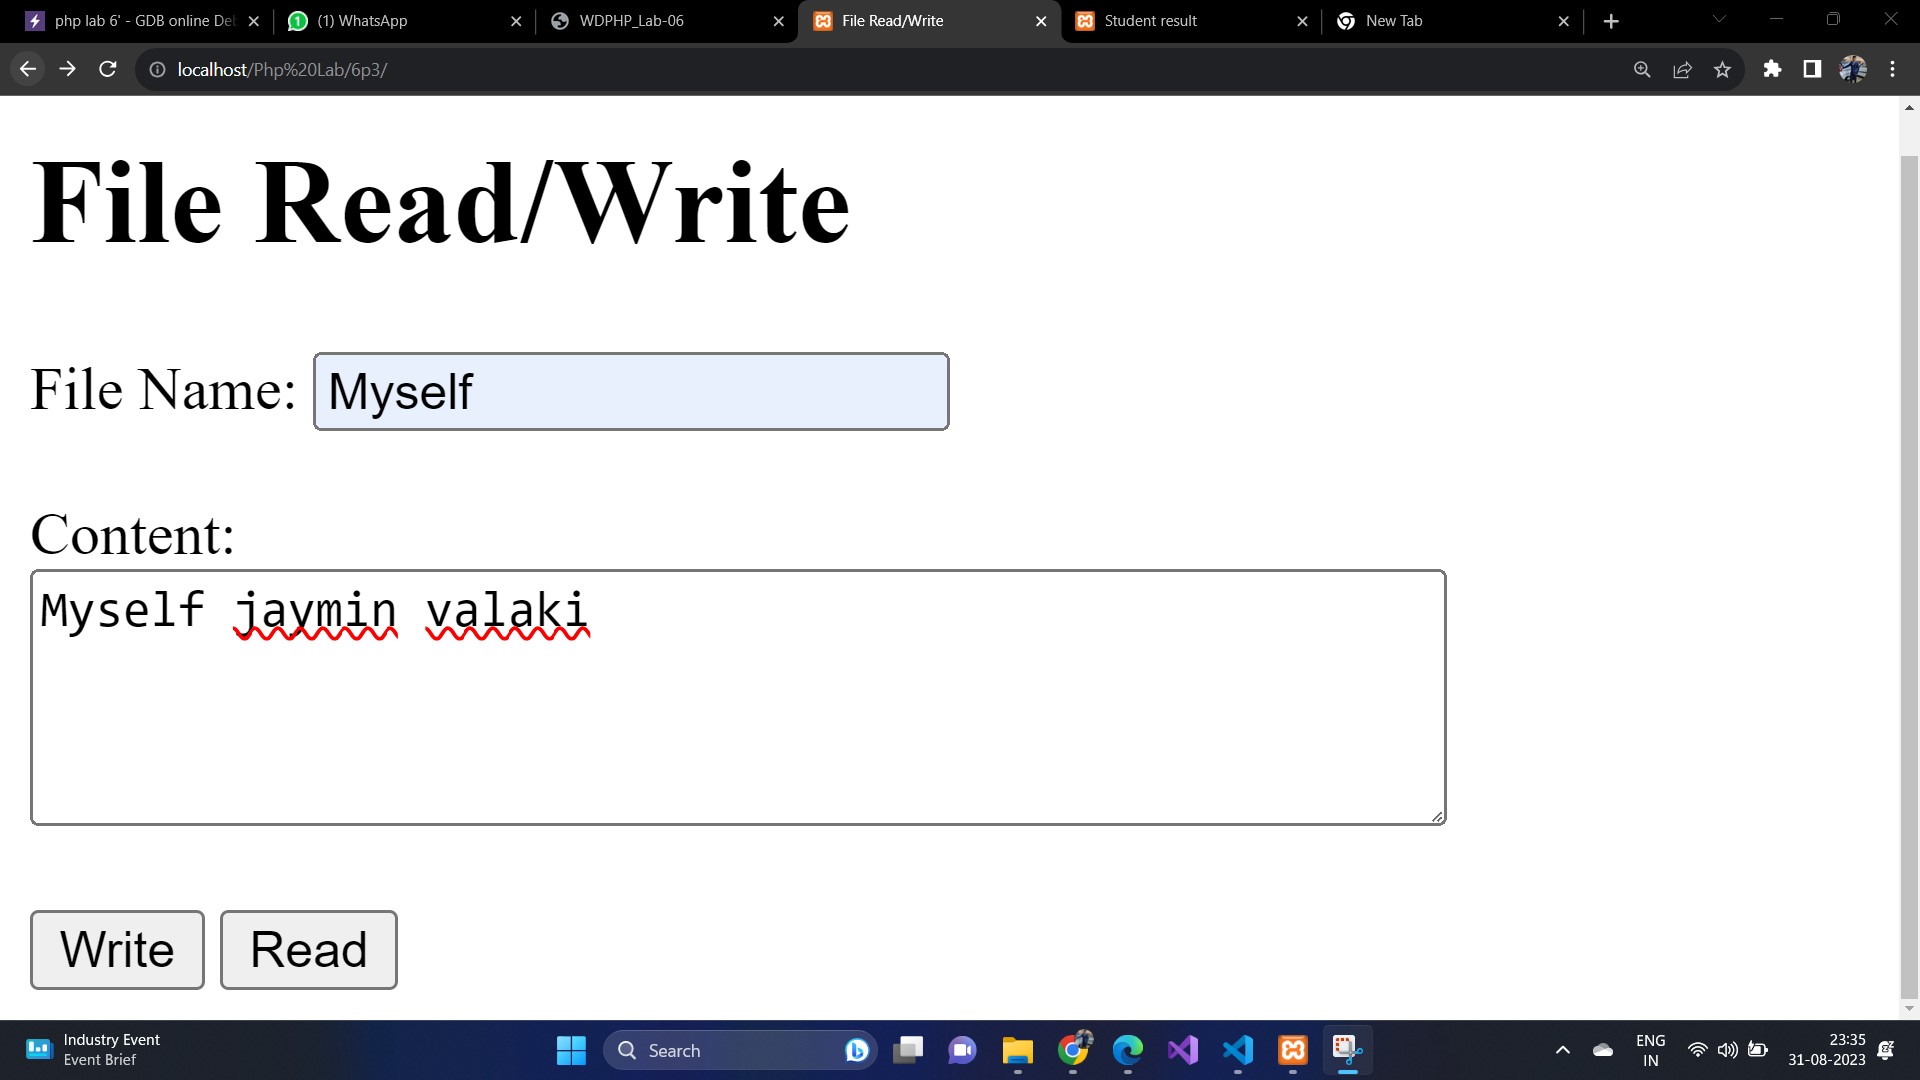 php lab 6' - GDB online De
(1) WhatsApp
WDPHP_Lab-06
File Read/Write
Student result
New Tab
localhost/Php%20Lab/6p3/
File Read/Write
File Name: Myself
Content:
Myself jaymin valaki
Write Read
Industry Event
Event Brief
Search
ENG
IN
23:35
31-08-2023